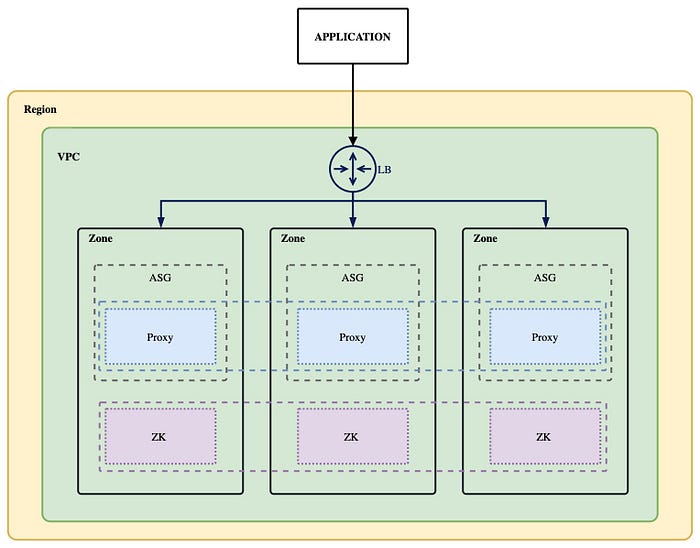 APPLICATION
Region
VPC
LB
Zone
Zone
Zone
ASG
ASG
ASG
Proxy
Proxy
Proxy
ZK
ZK
ZK